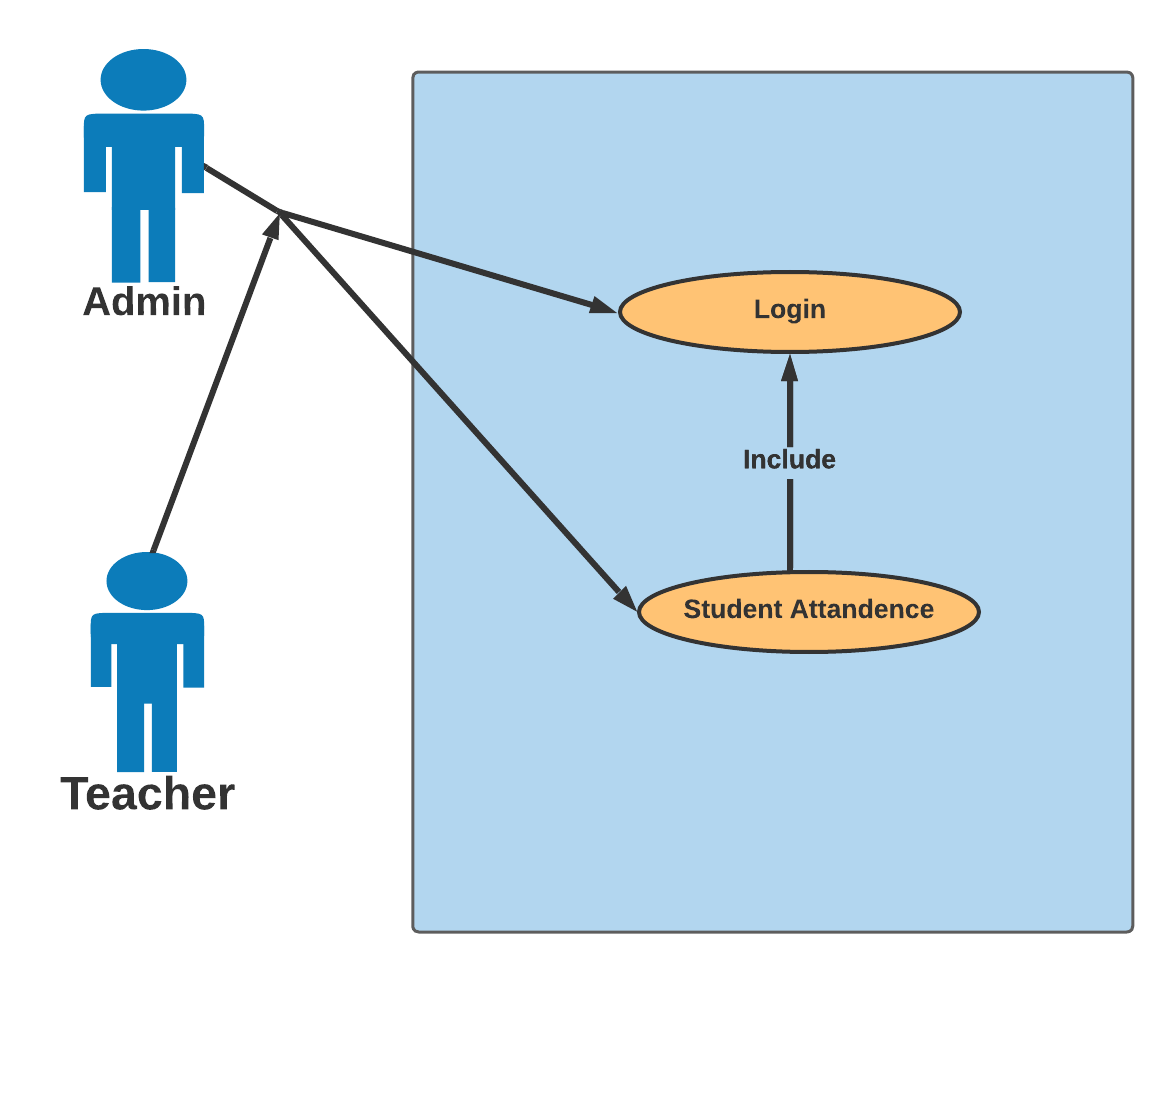 Admin
Login
Include
Student Attandence
Teacher